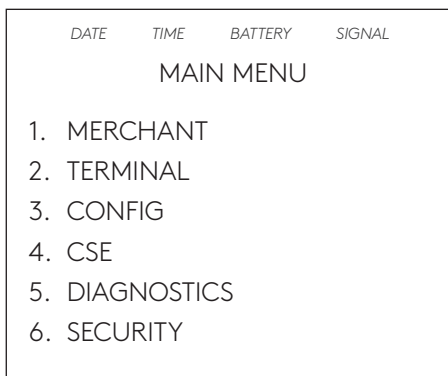 DATE TIME BATTERY SIGNAL
MAIN MENU
1. MERCHANT
2. TERMINAL
3. CONFIG
4. CSE
5. DIAGNOSTICS
6. SECURITY